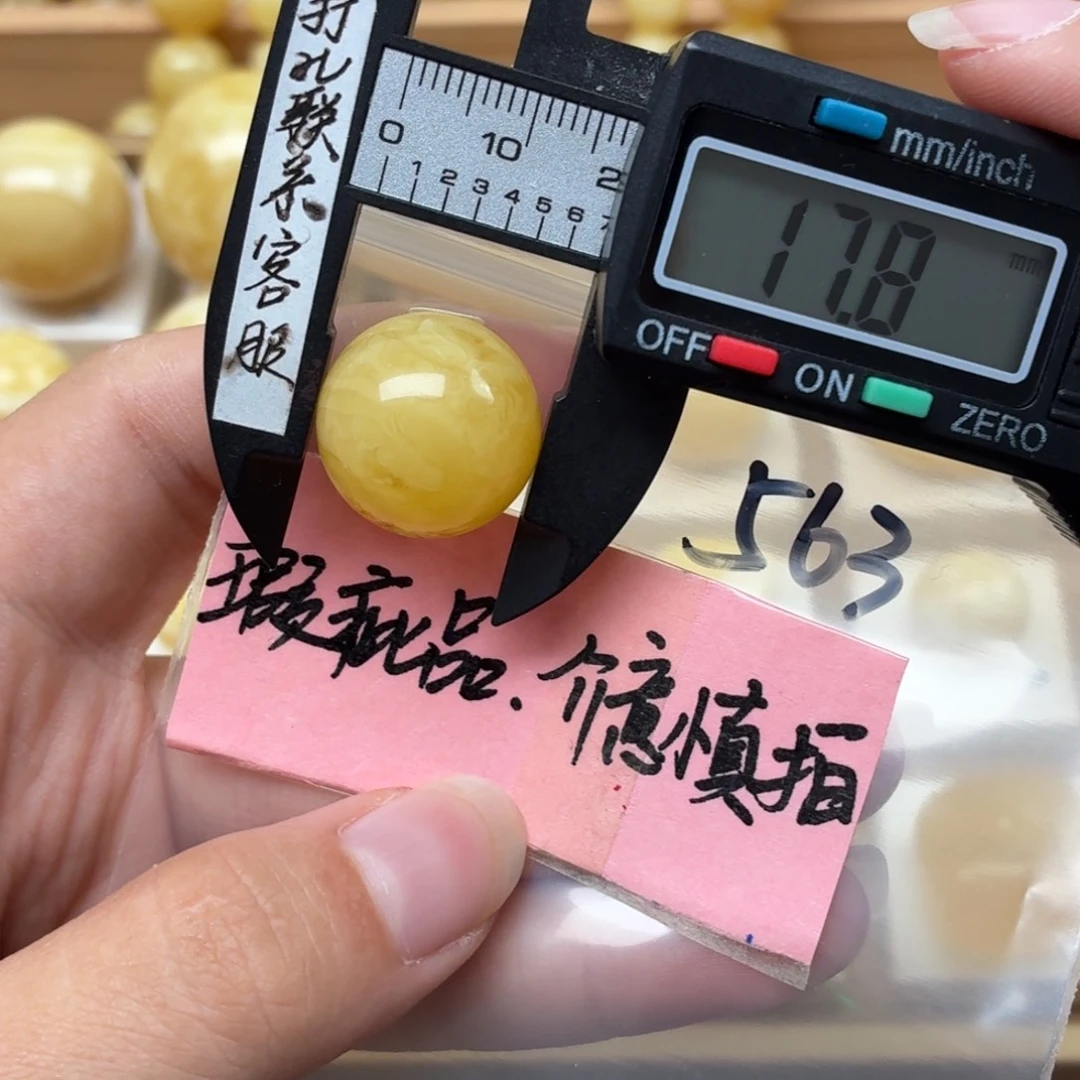 打孔联系客服
0 10 2
1 2 3 4 5 6 7
mm/inch
17.8 mm
OFF ON ZERO
563
瑕疵品.介意慎拍